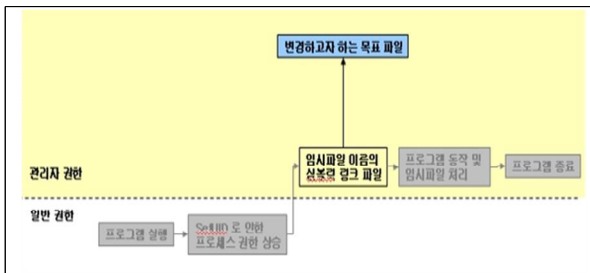 변경하고자 하는 목표 파일
임시파일 이름의
심볼릭 링크 파일
프로그램 동작 및
임시파일 처리
프로그램 종료
관리자 권한
일반 권한
프로그램 실행
SetUID 로 인한
프로세스 권한 상승